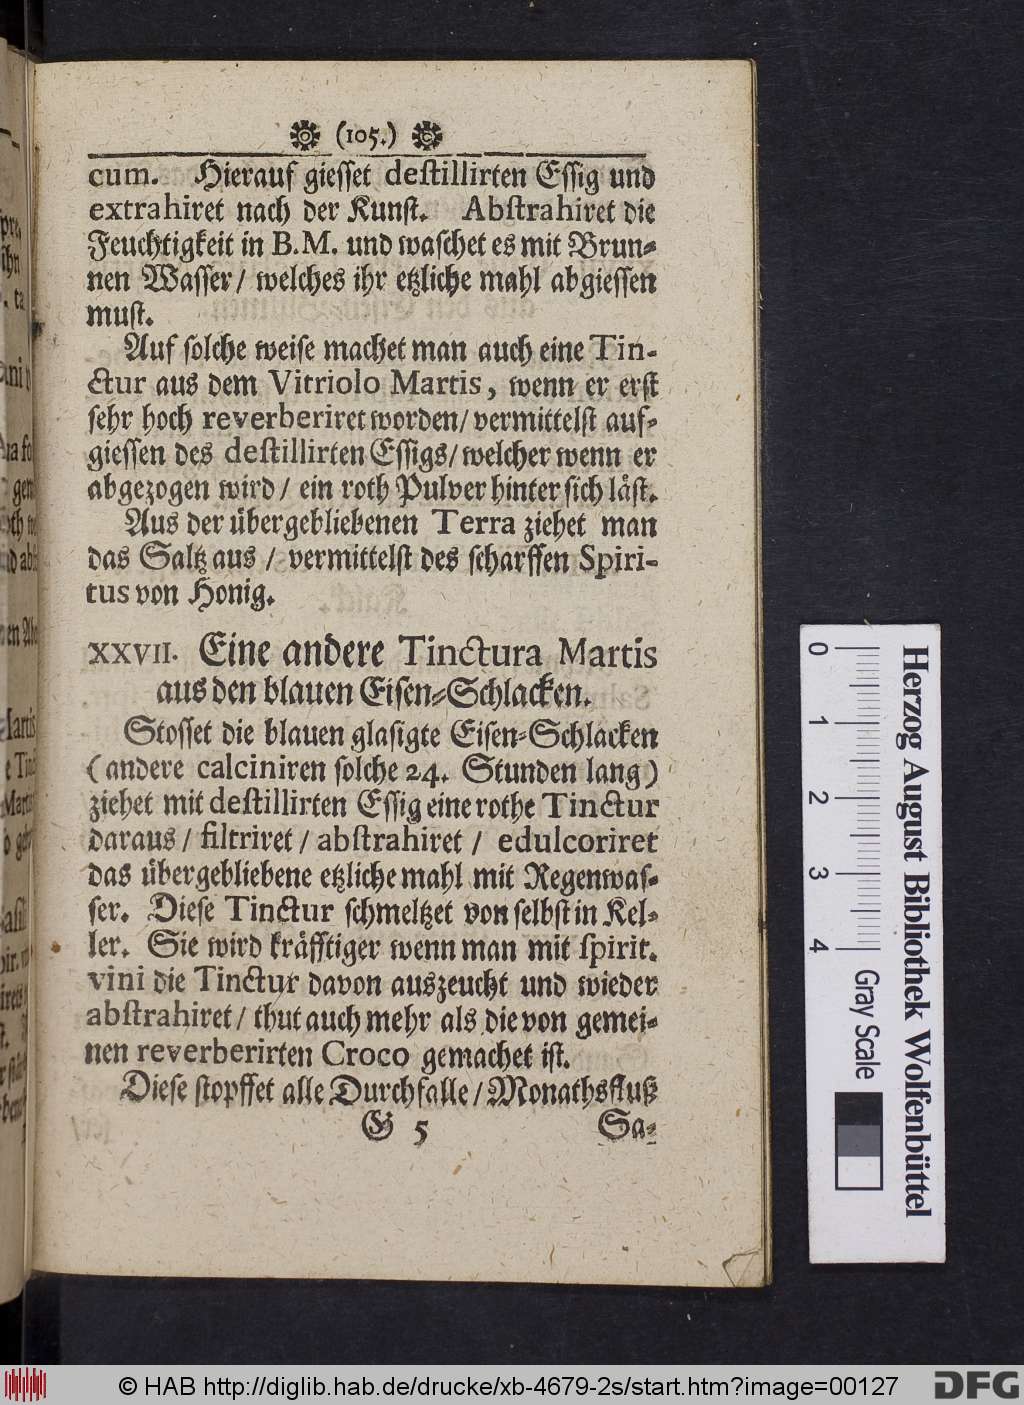 (105.)
cum. Hierauf giesset destillirten Essig und
extrahiret nach der Kunst. Abstrahiret die
Feuchtigkeit in B.M. und waschet es mit Brun-
nen Wasser/ welches ihr etzliche mahl abgiessen
must.
Auf solche weise machet man auch eine Tin-
ctur aus dem Vitriolo Martis, wenn er erst
sehr hoch reverberiret worden/ vermittelst auf-
giessen des destillirten Essigs/ welcher wenn er
abgezogen wird/ ein roth Pulver hinter sich läst.
Aus der übergebliebenen Terra ziehet man
das Saltz aus/ vermittelst des scharffen Spiri-
tus von Honig.
XXVII. Eine andere Tinctura Martis
aus den blauen Eisen-Schlacken.
Stosset die blauen glasigte Eisen-Schlacken
(andere calciniren solche 24. Stunden lang)
ziehet mit destillirten Essig eine rothe Tinctur
daraus/ filtriret/ abstrahiret/ edulcoriret
das übergebliebene etzliche mahl mit Regenwas-
ser. Diese Tinctur schmeltzet von selbst in Kel-
ler. Sie wird kräfftiger wenn man mit spirit.
vini die Tinctur davon auszeucht und wieder
abstrahiret/ thut auch mehr als die von gemei-
nen reverberirten Croco gemachet ist.
Diese stopffet alle Durchfalle/ Monathsfluß
G 5 Sa-
0 1 2 3 4 Gray Scale
Herzog August Bibliothek Wolfenbüttel
© HAB http://diglib.hab.de/drucke/xb-4679-2s/start.htm?image=00127
DFG